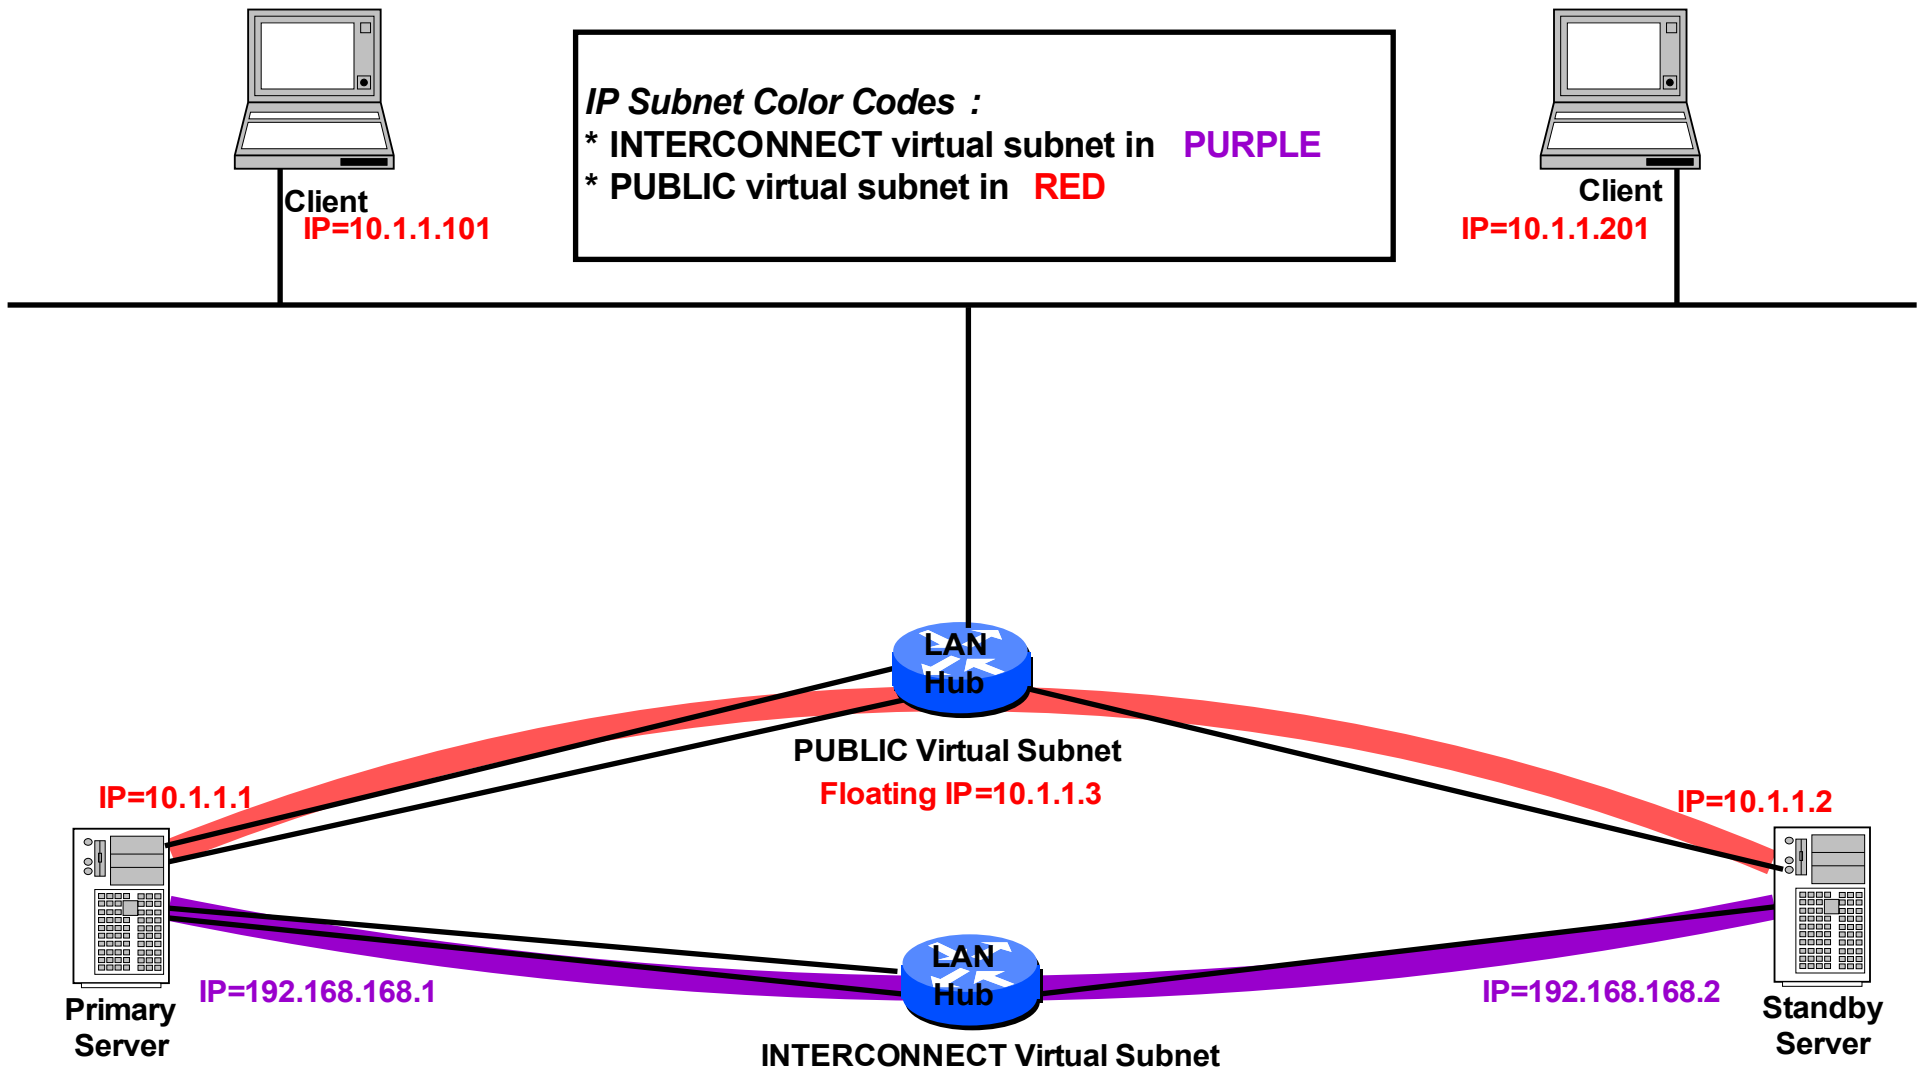 IP Subnet Color Codes :
* INTERCONNECT virtual subnet in PURPLE
* PUBLIC virtual subnet in RED
Client
IP=10.1.1.101
Client
IP=10.1.1.201
LAN
Hub
PUBLIC Virtual Subnet
Floating IP=10.1.1.3
IP=10.1.1.1
IP=10.1.1.2
Primary
Server
IP=192.168.168.1
LAN
Hub
INTERCONNECT Virtual Subnet
IP=192.168.168.2
Standby
Server